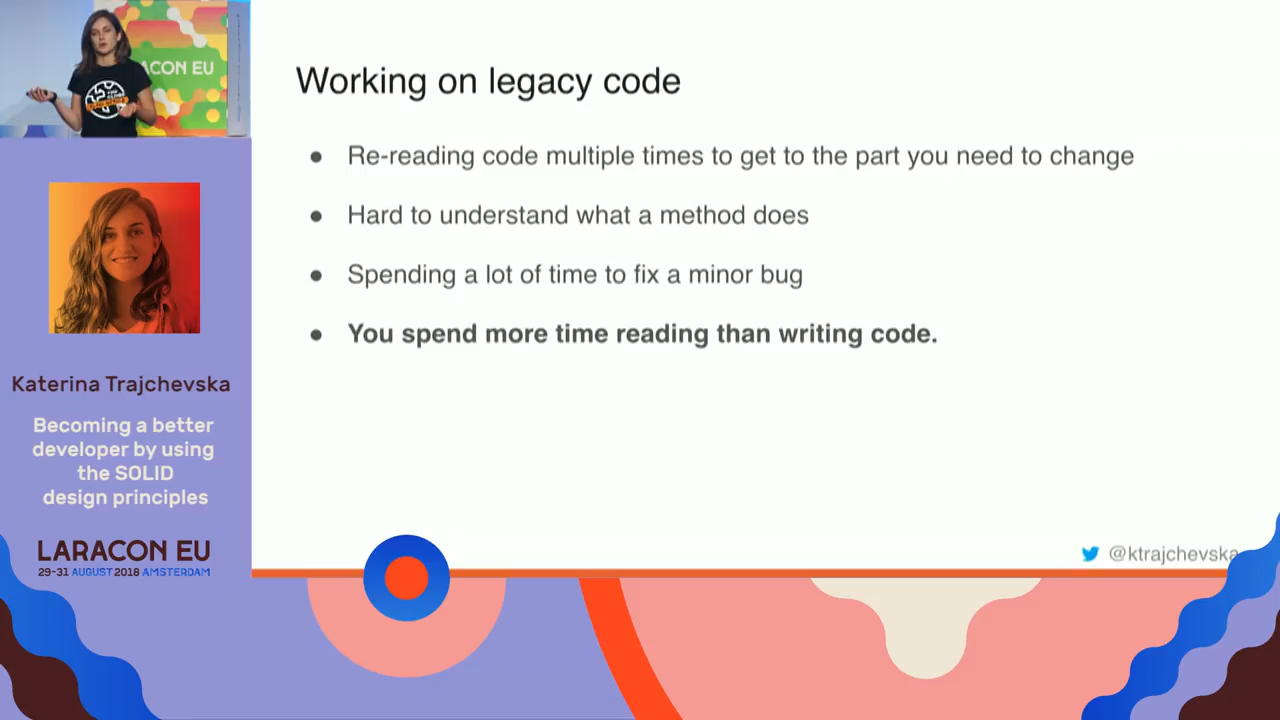 ACON EU
Katerina Trajchevska
Becoming a better
developer by using
the SOLID
design principles
LARACON EU
29-31 AUGUST 2018 AMSTERDAM
Working on legacy code
● Re-reading code multiple times to get to the part you need to change
● Hard to understand what a method does
● Spending a lot of time to fix a minor bug
● You spend more time reading than writing code.
@ktrajchevska